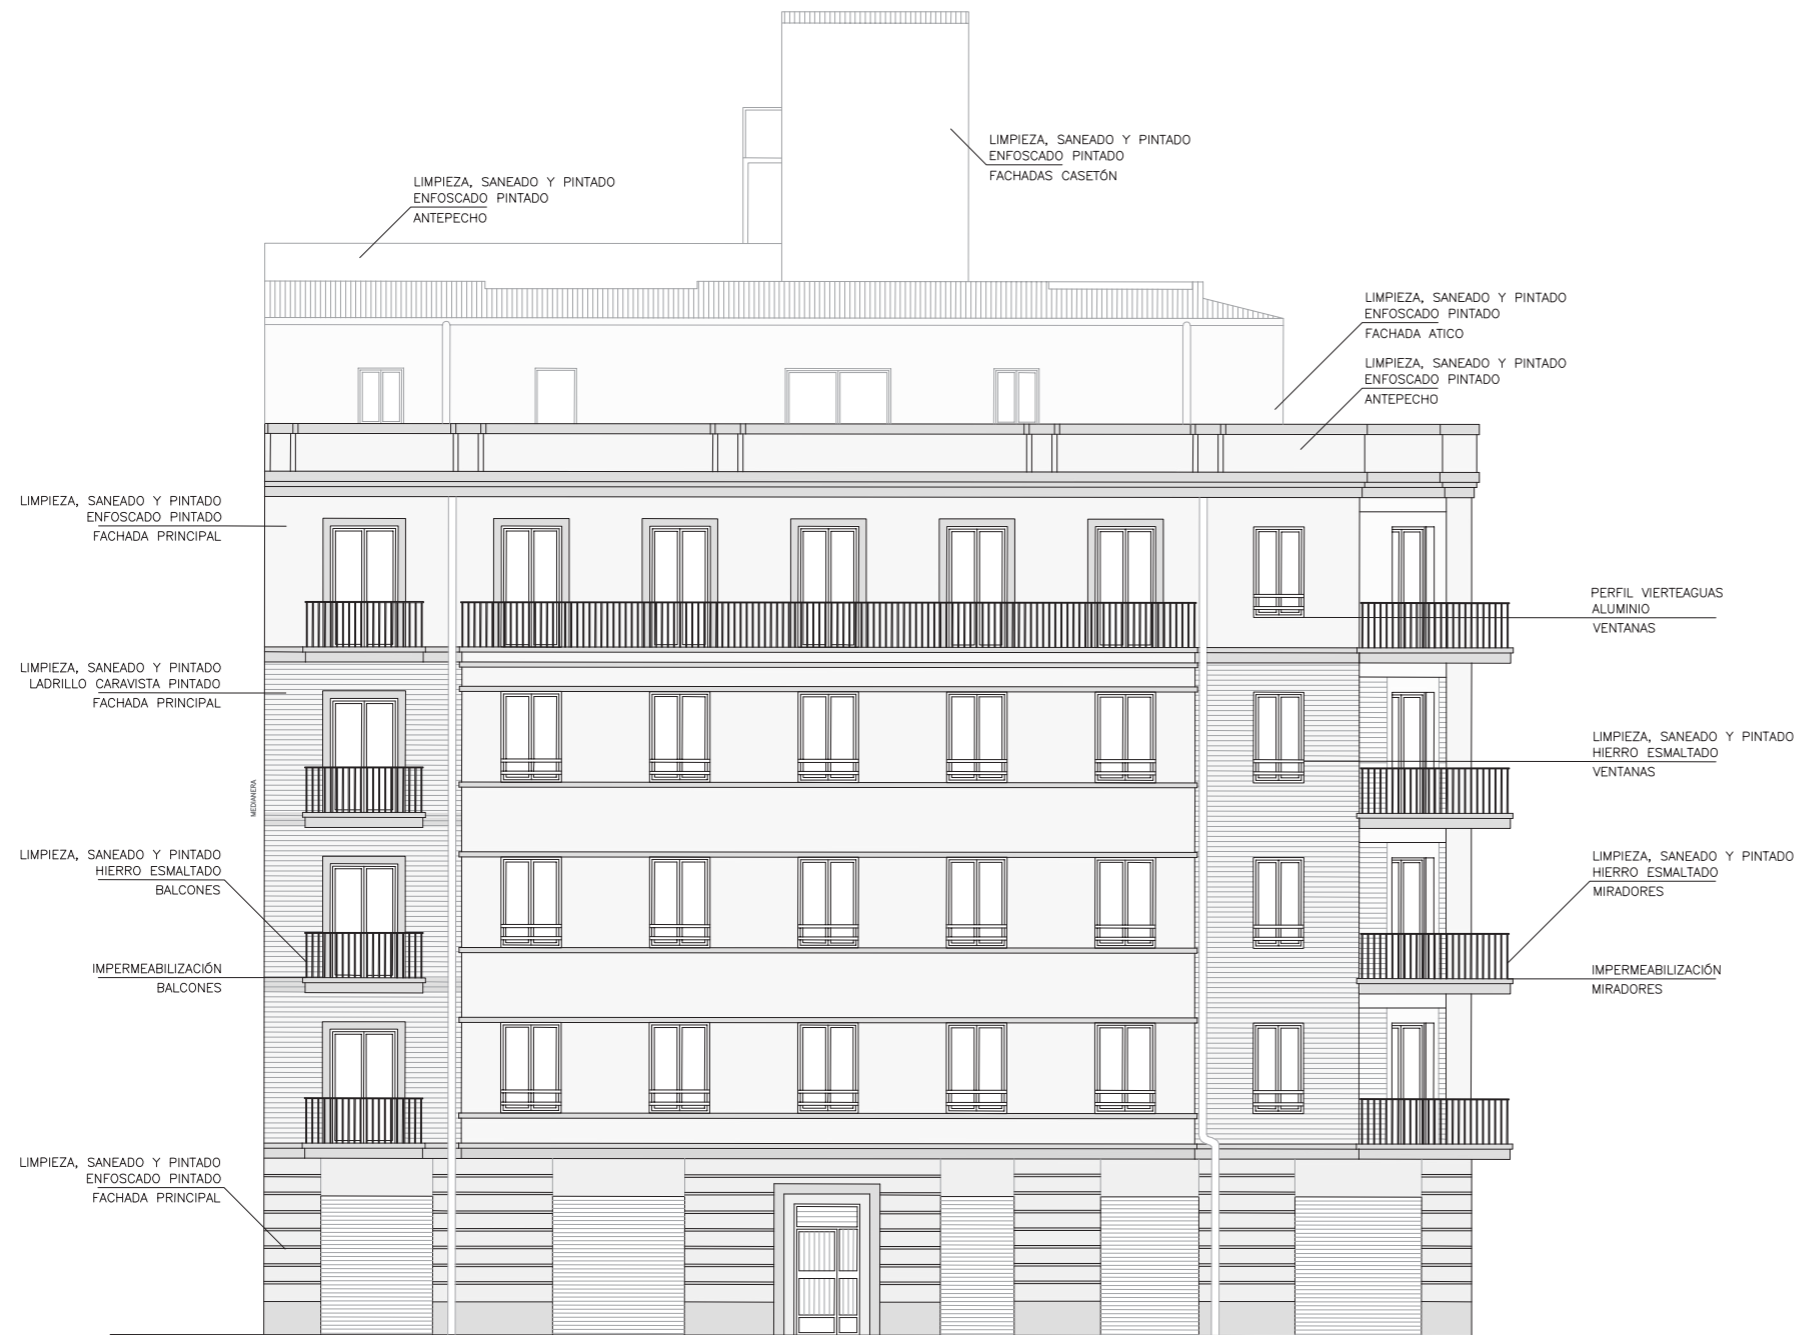 LIMPIEZA, SANEADO Y PINTADO
ENFOSCADO PINTADO
FACHADAS CASETÓN
LIMPIEZA, SANEADO Y PINTADO
ENFOSCADO PINTADO
ANTEPECHO
LIMPIEZA, SANEADO Y PINTADO
ENFOSCADO PINTADO
FACHADA ATICO
LIMPIEZA, SANEADO Y PINTADO
ENFOSCADO PINTADO
ANTEPECHO
LIMPIEZA, SANEADO Y PINTADO
ENFOSCADO PINTADO
FACHADA PRINCIPAL
PERFIL VIERTEAGUAS
ALUMINIO
VENTANAS
LIMPIEZA, SANEADO Y PINTADO
LADRILLO CARAVISTA PINTADO
FACHADA PRINCIPAL
LIMPIEZA, SANEADO Y PINTADO
HIERRO ESMALTADO
VENTANAS
MEDIANERA
LIMPIEZA, SANEADO Y PINTADO
HIERRO ESMALTADO
BALCONES
LIMPIEZA, SANEADO Y PINTADO
HIERRO ESMALTADO
MIRADORES
IMPERMEABILIZACIÓN
BALCONES
IMPERMEABILIZACIÓN
MIRADORES
LIMPIEZA, SANEADO Y PINTADO
ENFOSCADO PINTADO
FACHADA PRINCIPAL